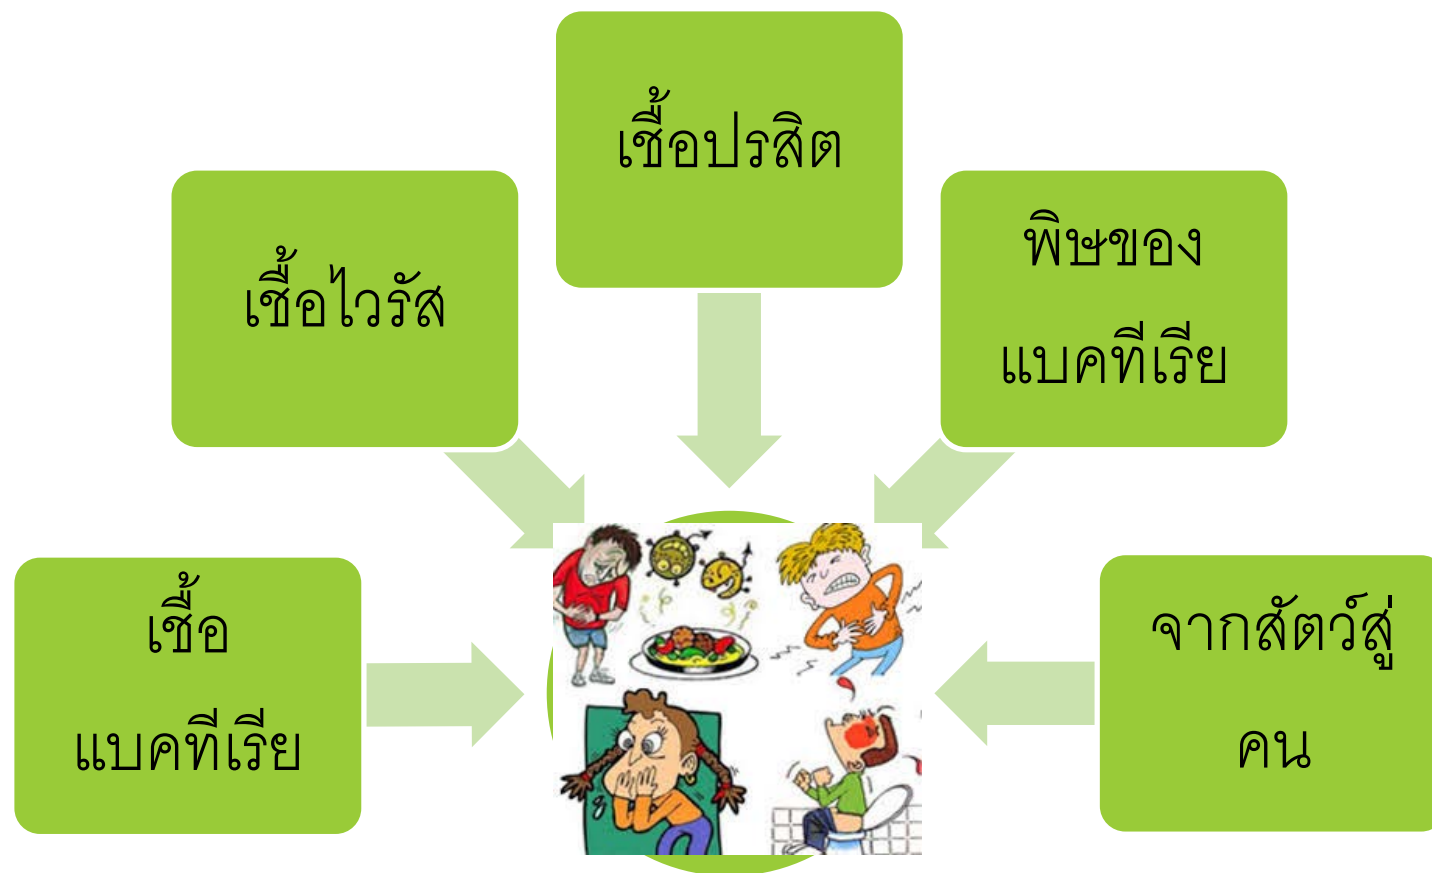 เชื้อปรสิต
เชื้อไวรัส
พิษของ
แบคทีเรีย
เชื้อ
แบคทีเรีย
จากสัตว์สู่
คน